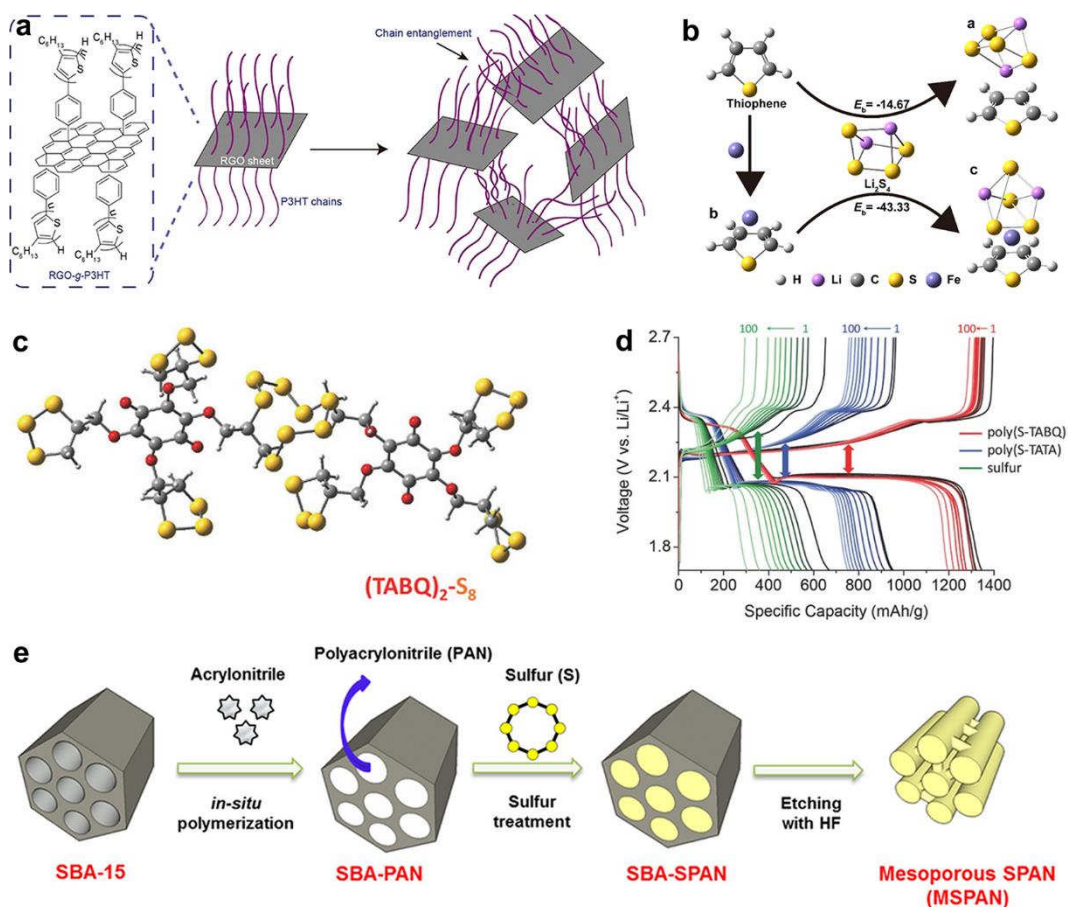 a
C₆H₁₃
H
n
S
C₆H₁₃
H
n
S
n
n
S
H
C₆H₁₃
S
H
C₆H₁₃
RGO-g-P3HT
RGO sheet
P3HT chains
Chain entanglement
b
Thiophene
a
E_b= -14.67
Li₂S₄
E_b= -43.33
b
c
H Li C S Fe
c
(TABQ)₂-S₈
d
100 ← 1
100 ← 1
100 ← 1
2.7
2.4
2.1
1.8
Voltage (V vs. Li/Li⁺)
poly(S-TABQ)
poly(S-TATA)
sulfur
0 200 400 600 800 1000 1200 1400
Specific Capacity (mAh/g)
e
Acrylonitrile
in-situ
polymerization
Polyacrylonitrile (PAN)
Sulfur (S)
Sulfur
treatment
Etching
with HF
SBA-15
SBA-PAN
SBA-SPAN
Mesoporous SPAN
(MSPAN)